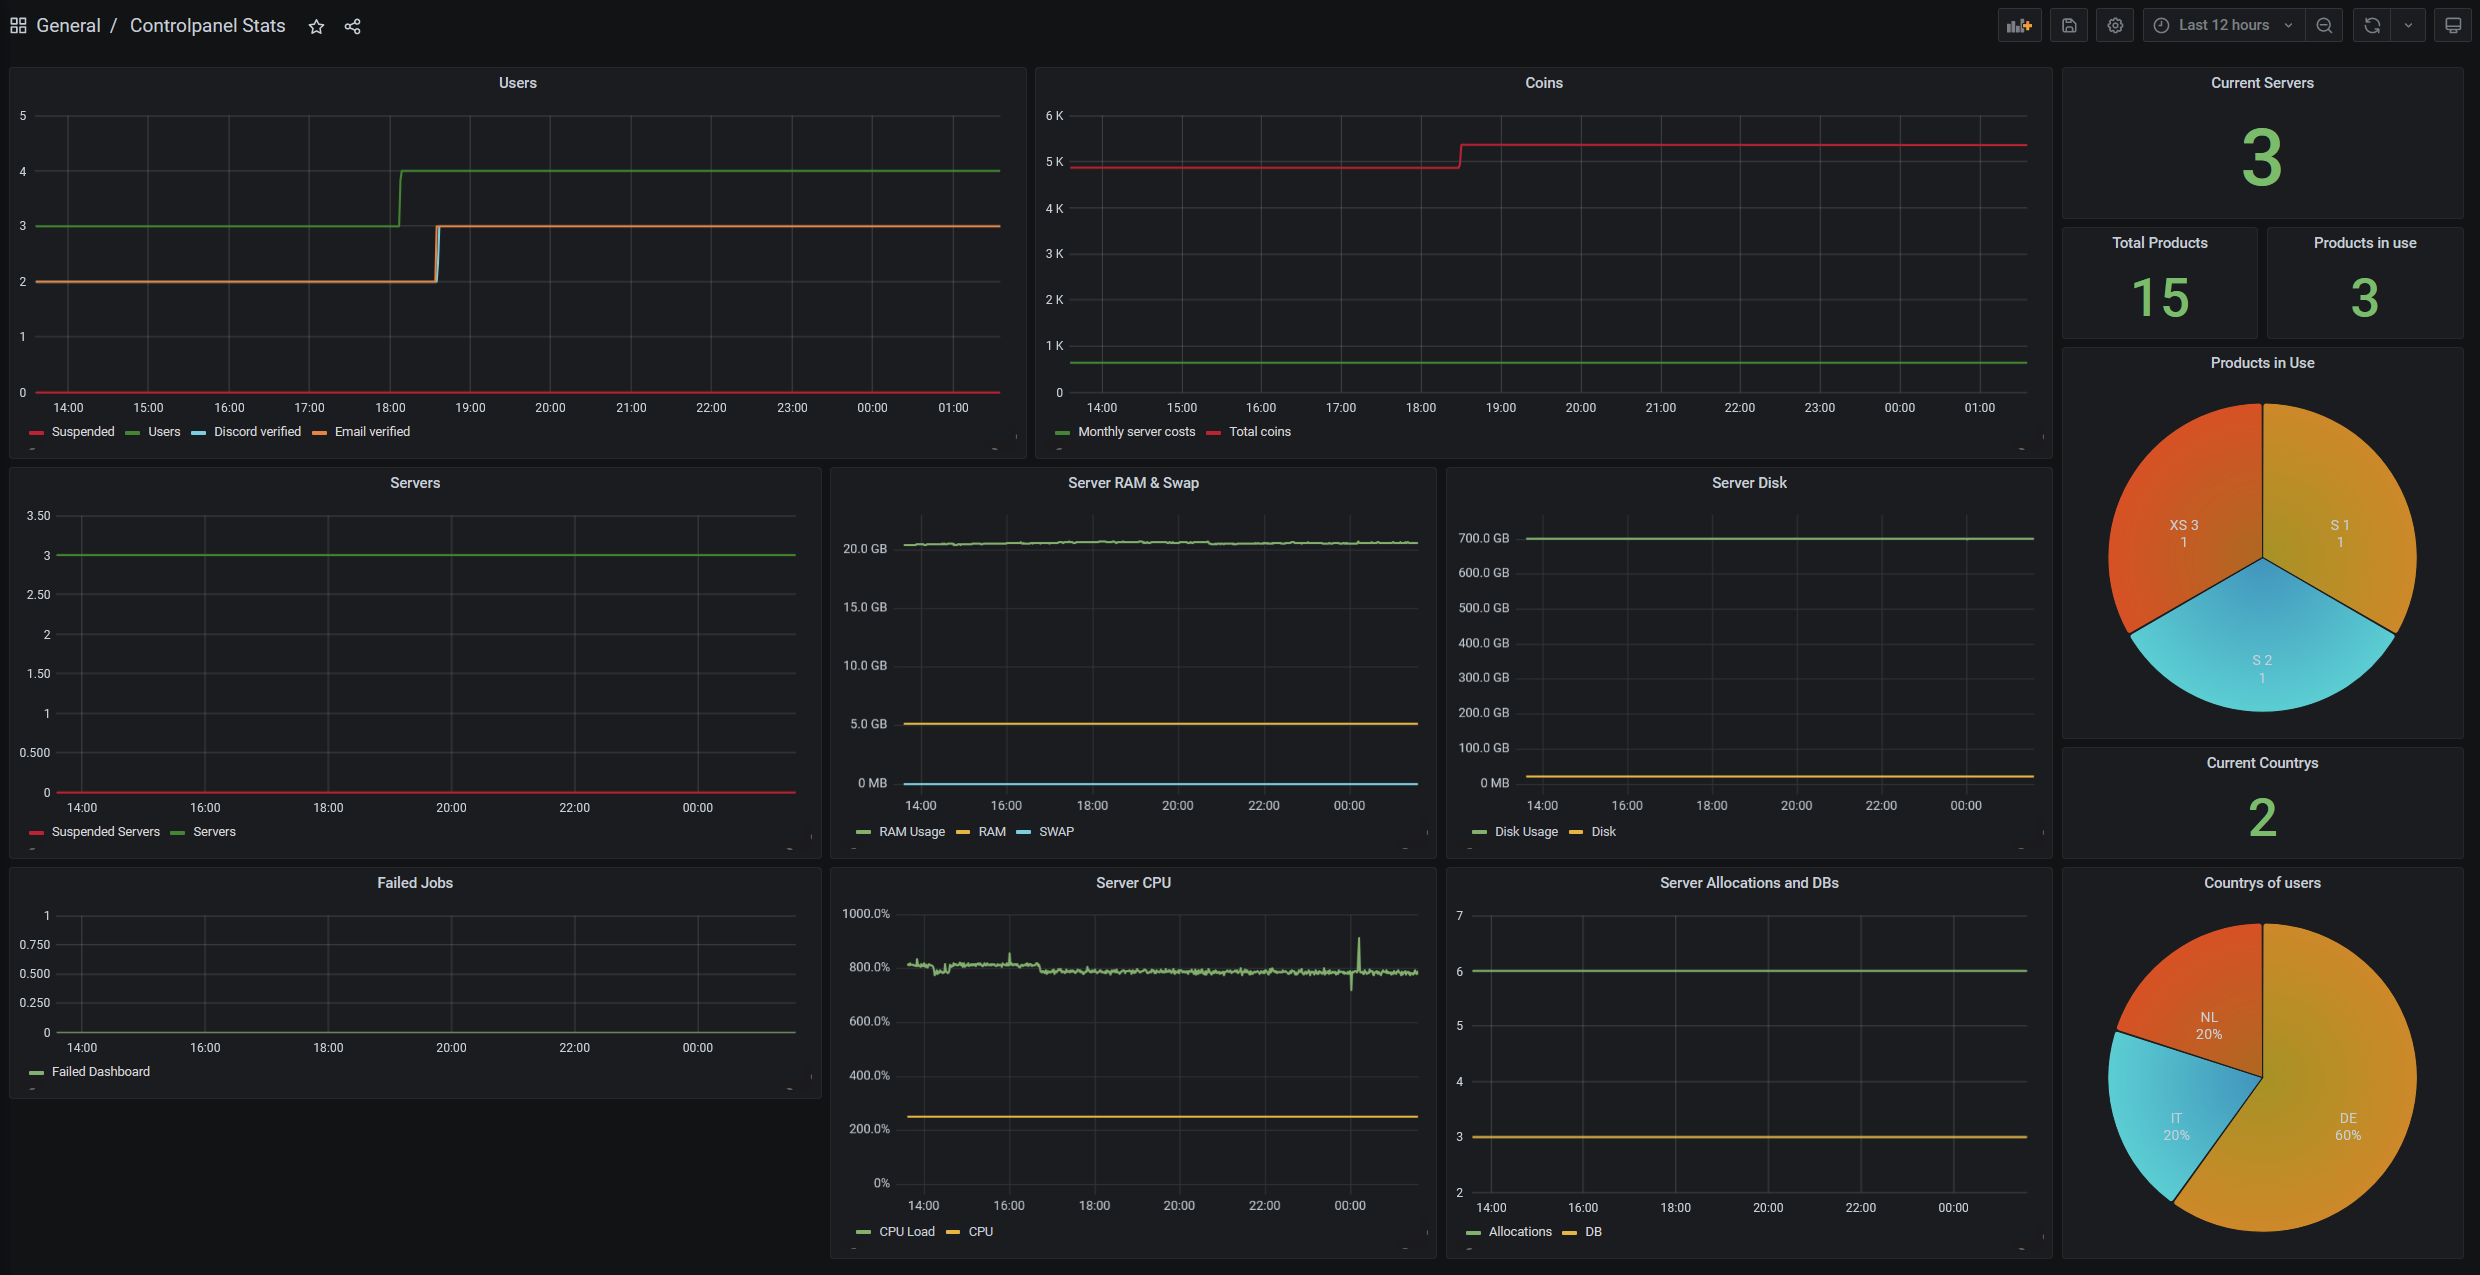 General / Controlpanel Stats
Last 12 hours
Users
5
4
3
2
1
0
14:00 15:00 16:00 17:00 18:00 19:00 20:00 21:00 22:00 23:00 00:00 01:00
Suspended Users Discord verified Email verified
Coins
6 K
5 K
4 K
3 K
2 K
1 K
0
14:00 15:00 16:00 17:00 18:00 19:00 20:00 21:00 22:00 23:00 00:00 01:00
Monthly server costs Total coins
Current Servers
3
Total Products
15
Products in use
3
Products in Use
XS 3
1
S 1
1
S 2
1
Servers
3.50
3
2.50
2
1.50
1
0.500
0
14:00 16:00 18:00 20:00 22:00 00:00
Suspended Servers Servers
Server RAM & Swap
20.0 GB
15.0 GB
10.0 GB
5.0 GB
0 MB
14:00 16:00 18:00 20:00 22:00 00:00
RAM Usage RAM SWAP
Server Disk
700.0 GB
600.0 GB
500.0 GB
400.0 GB
300.0 GB
200.0 GB
100.0 GB
0 MB
14:00 16:00 18:00 20:00 22:00 00:00
Disk Usage Disk
Current Countrys
2
Failed Jobs
1
0.750
0.500
0.250
0
14:00 16:00 18:00 20:00 22:00 00:00
Failed Dashboard
Server CPU
1000.0%
800.0%
600.0%
400.0%
200.0%
0%
14:00 16:00 18:00 20:00 22:00 00:00
CPU Load CPU
Server Allocations and DBs
7
6
5
4
3
2
14:00 16:00 18:00 20:00 22:00 00:00
Allocations DB
Countrys of users
NL
20%
IT
20%
DE
60%